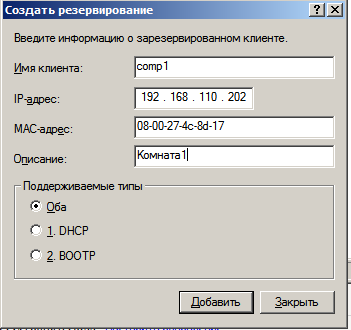 Создать резервирование
Введите информацию о зарезервированном клиенте.
Имя клиента: comp1
IP-адрес: 192 . 168 . 110 . 202
MAC-адрес: 08-00-27-4c-8d-17
Описание: Комната1
Поддерживаемые типы
Оба
1. DHCP
2. BOOTP
Добавить Закрыть